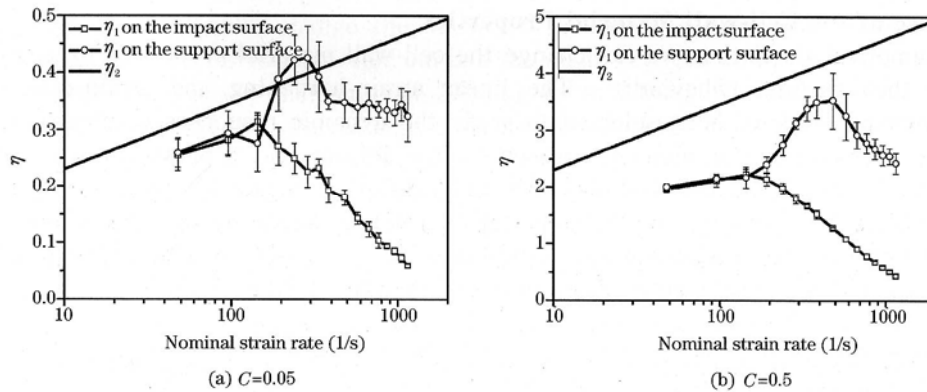 0.5
η₁ on the impact surface
η₁ on the support surface
η₂
0.4
0.3
0.2
0.1
0.0
η
10
100
1000
Nominal strain rate (1/s)
(a) C=0.05
5
η₁ on the impact surface
η₁ on the support surface
η₂
4
3
2
1
0
η
10
100
1000
Nominal strain rate (1/s)
(b) C=0.5